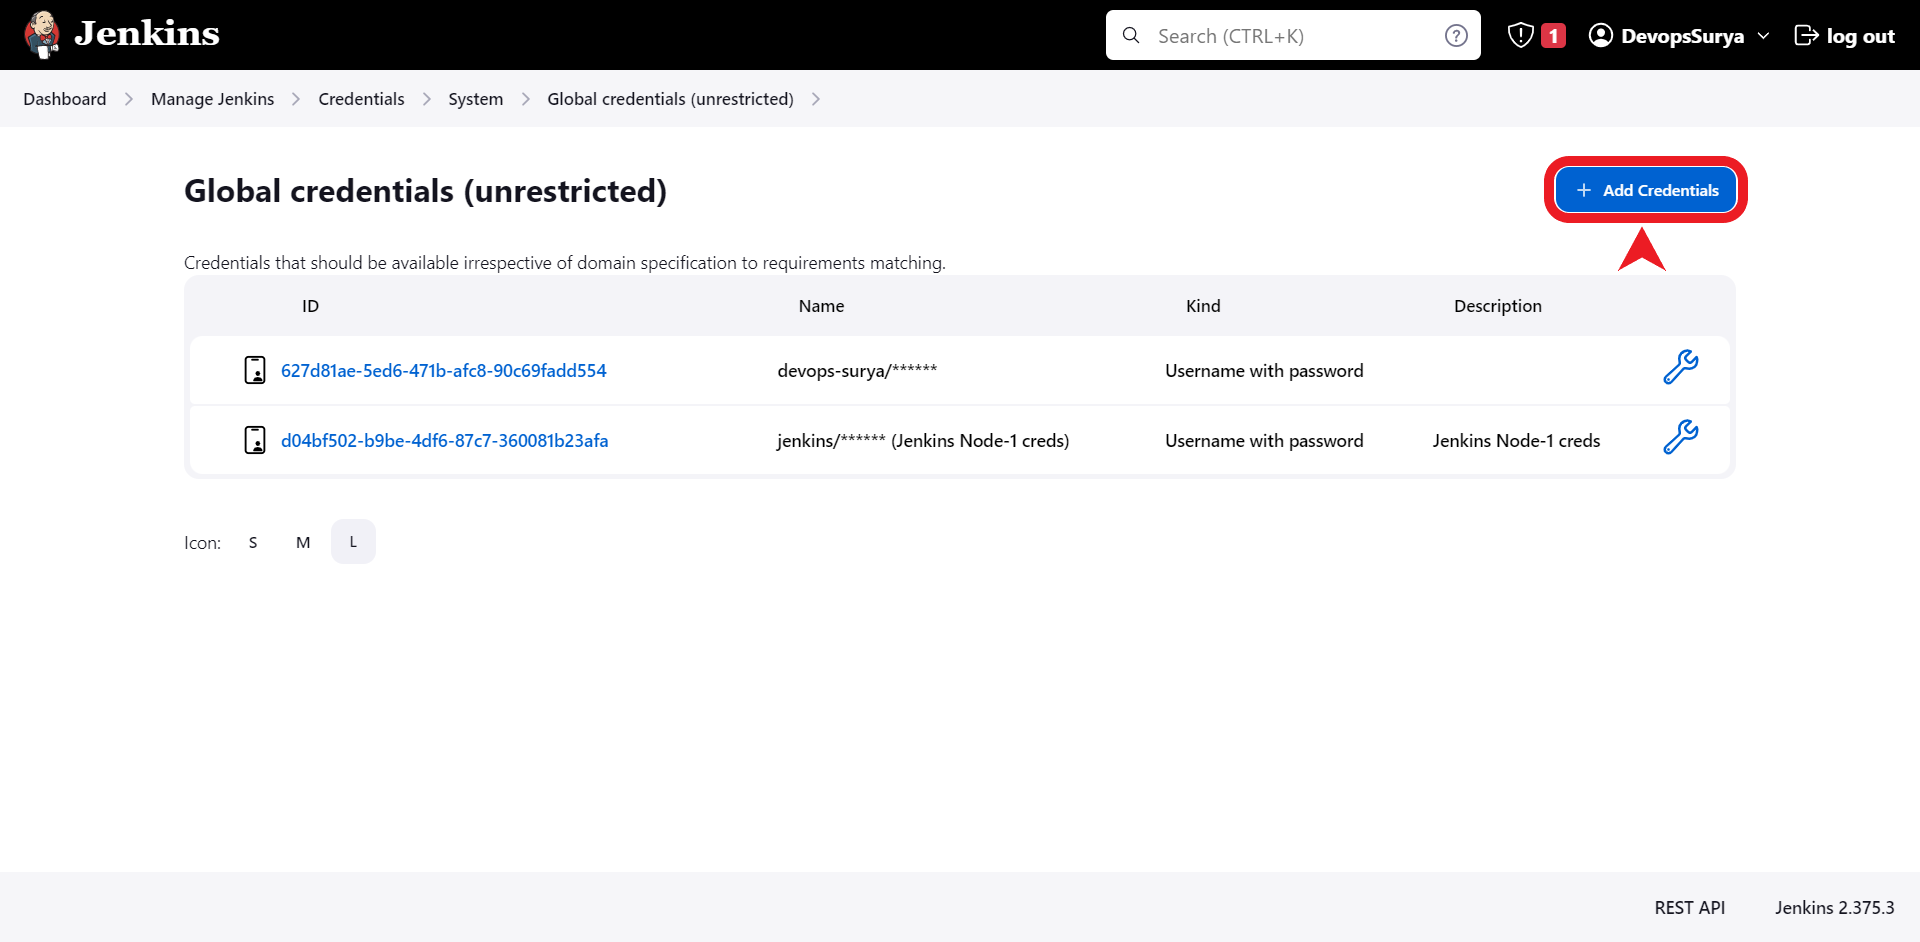 Jenkins
Search (CTRL+K)
?
1
DevopsSurya
log out
Dashboard
Manage Jenkins
Credentials
System
Global credentials (unrestricted)
Global credentials (unrestricted)
+ Add Credentials
Credentials that should be available irrespective of domain specification to requirements matching.
ID Name Kind Description
627d81ae-5ed6-471b-afc8-90c69fadd554 devops-surya/****** Username with password
d04bf502-b9be-4df6-87c7-360081b23afa jenkins/****** (Jenkins Node-1 creds) Username with password Jenkins Node-1 creds
Icon: S M L
REST API Jenkins 2.375.3